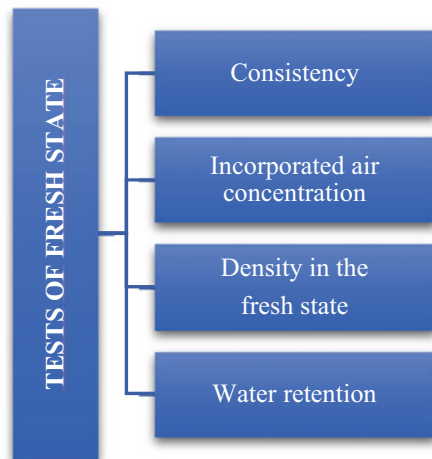 TESTS OF FRESH STATE
Consistency
Incorporated air
concentration
Density in the
fresh state
Water retention